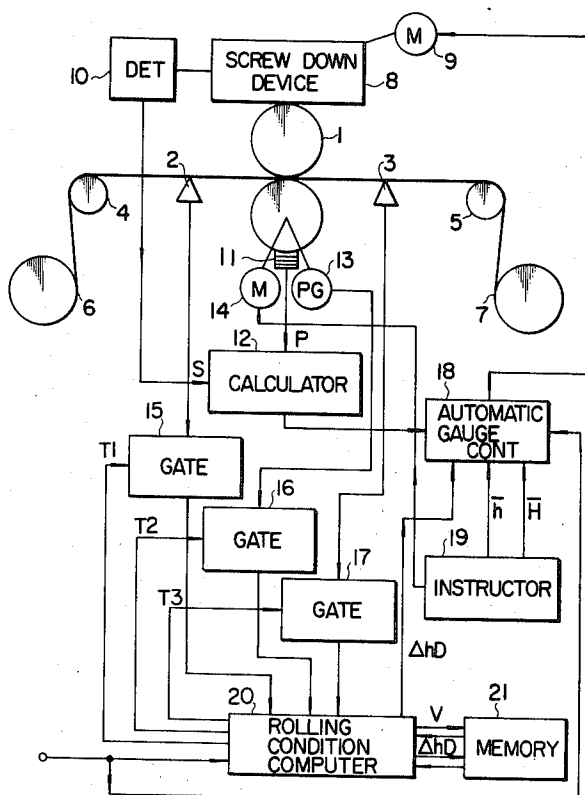 M
10
DET
SCREW DOWN
DEVICE
8
9
1
2
3
4
5
6
7
11
13
14
M
PG
P
12
S
CALCULATOR
18
AUTOMATIC
GAUGE
CONT
15
GATE
T1
16
GATE
T2
17
GATE
T3
h̅
H̅
19
INSTRUCTOR
ΔhD
20
ROLLING
CONDITION
COMPUTER
V
ΔhD
21
MEMORY